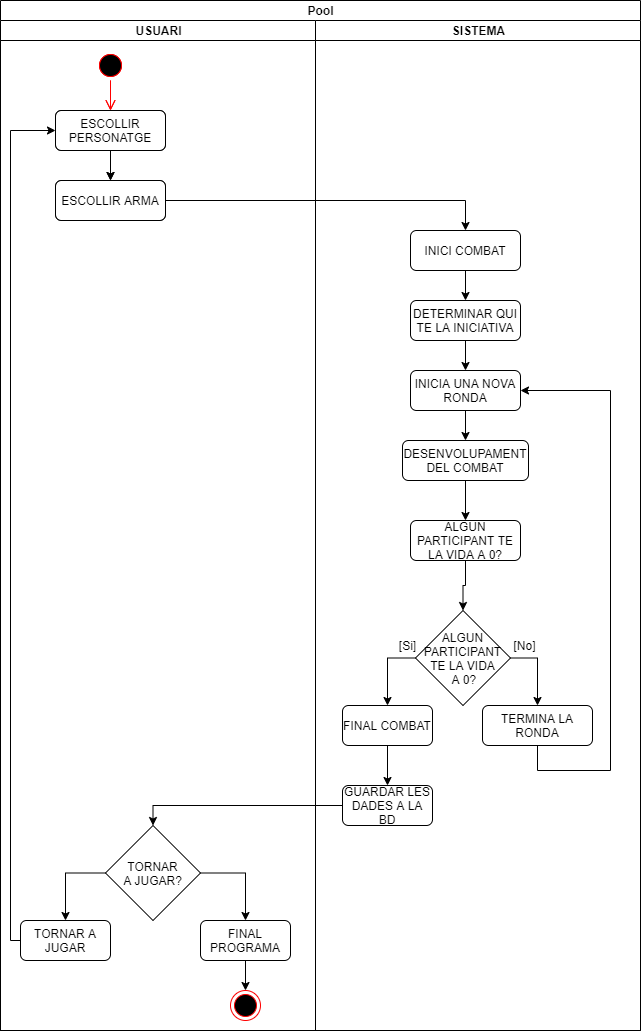 Pool
USUARI
SISTEMA
ESCOLLIR
PERSONATGE
ESCOLLIR ARMA
INICI COMBAT
DETERMINAR QUI
TE LA INICIATIVA
INICIA UNA NOVA
RONDA
DESENVOLUPAMENT
DEL COMBAT
ALGUN
PARTICIPANT TE
LA VIDA A 0?
ALGUN
PARTICIPANT
TE LA VIDA
A 0?
[Si]
[No]
FINAL COMBAT
TERMINA LA
RONDA
GUARDAR LES
DADES A LA
BD
TORNAR
A JUGAR?
TORNAR A
JUGAR
FINAL
PROGRAMA